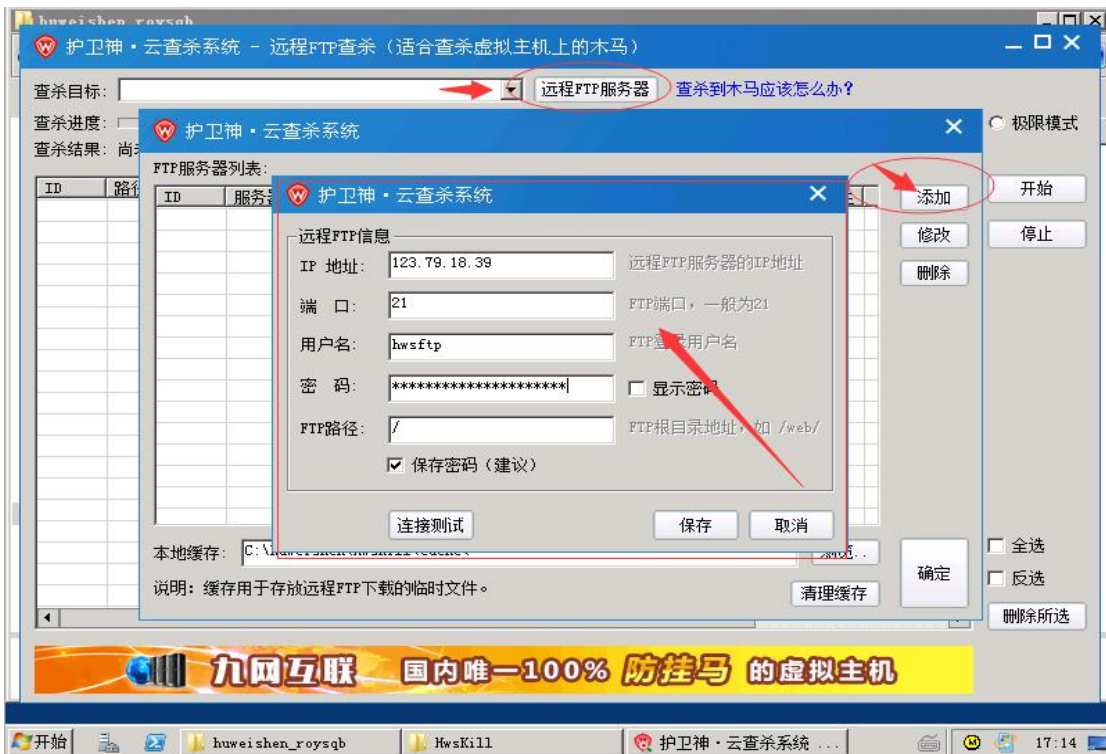 huweishen_roysqb
护卫神·云查杀系统 - 远程FTP查杀（适合查杀虚拟主机上的木马）
查杀目标: 远程FTP服务器 查杀到木马应该怎么办?
查杀进度: 极限模式
查杀结果:
护卫神·云查杀系统
FTP服务器列表:
ID
ID
添加
开始
修改
停止
删除
护卫神·云查杀系统
远程FTP信息
IP 地址: 123.79.18.39 远程FTP服务器的IP地址
端 口: 21 FTP端口，一般为21
用户名: hwsftp FTP登录用户名
密 码: ********************* 显示密码
FTP路径: / FTP根目录地址，如 /web/
保存密码（建议）
连接测试 保存 取消
本地缓存:
说明: 缓存用于存放远程FTP下载的临时文件。
清理缓存
确定
全选
反选
删除所选
九网互联 国内唯一100% 防挂马 的虚拟主机
开始 huweishen_roysqb HwsKill 护卫神·云查杀系统 ... 17:14